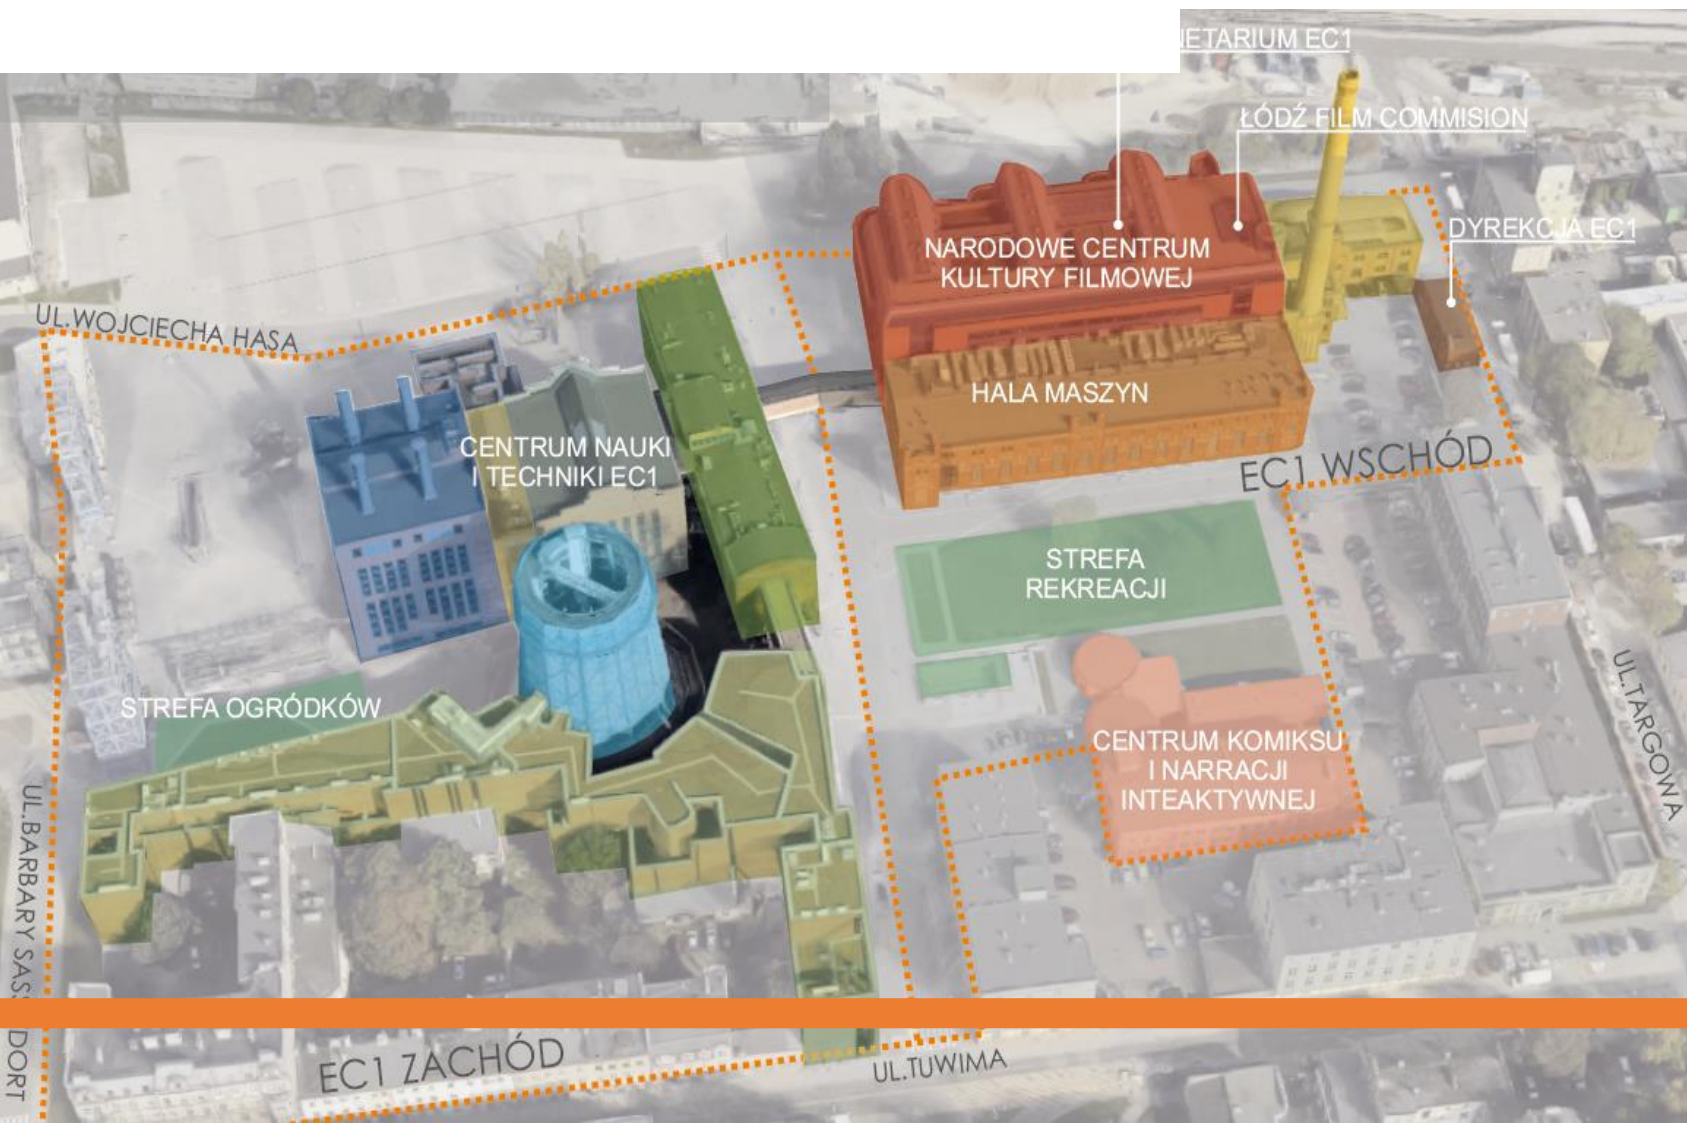 NETARIUM EC1
ŁÓDŹ FILM COMMISION
DYREKCJA EC1
NARODOWE CENTRUM
KULTURY FILMOWEJ
UL.WOJCIECHA HASA
HALA MASZYN
CENTRUM NAUKI
I TECHNIKI EC1
EC1 WSCHÓD
STREFA
REKREACJI
STREFA OGRÓDKÓW
UL.TARGOWA
CENTRUM KOMIKSU
I NARRACJI
INTEAKTYWNEJ
UL.BARBARY SASS
DORT
EC1 ZACHÓD
UL.TUWIMA